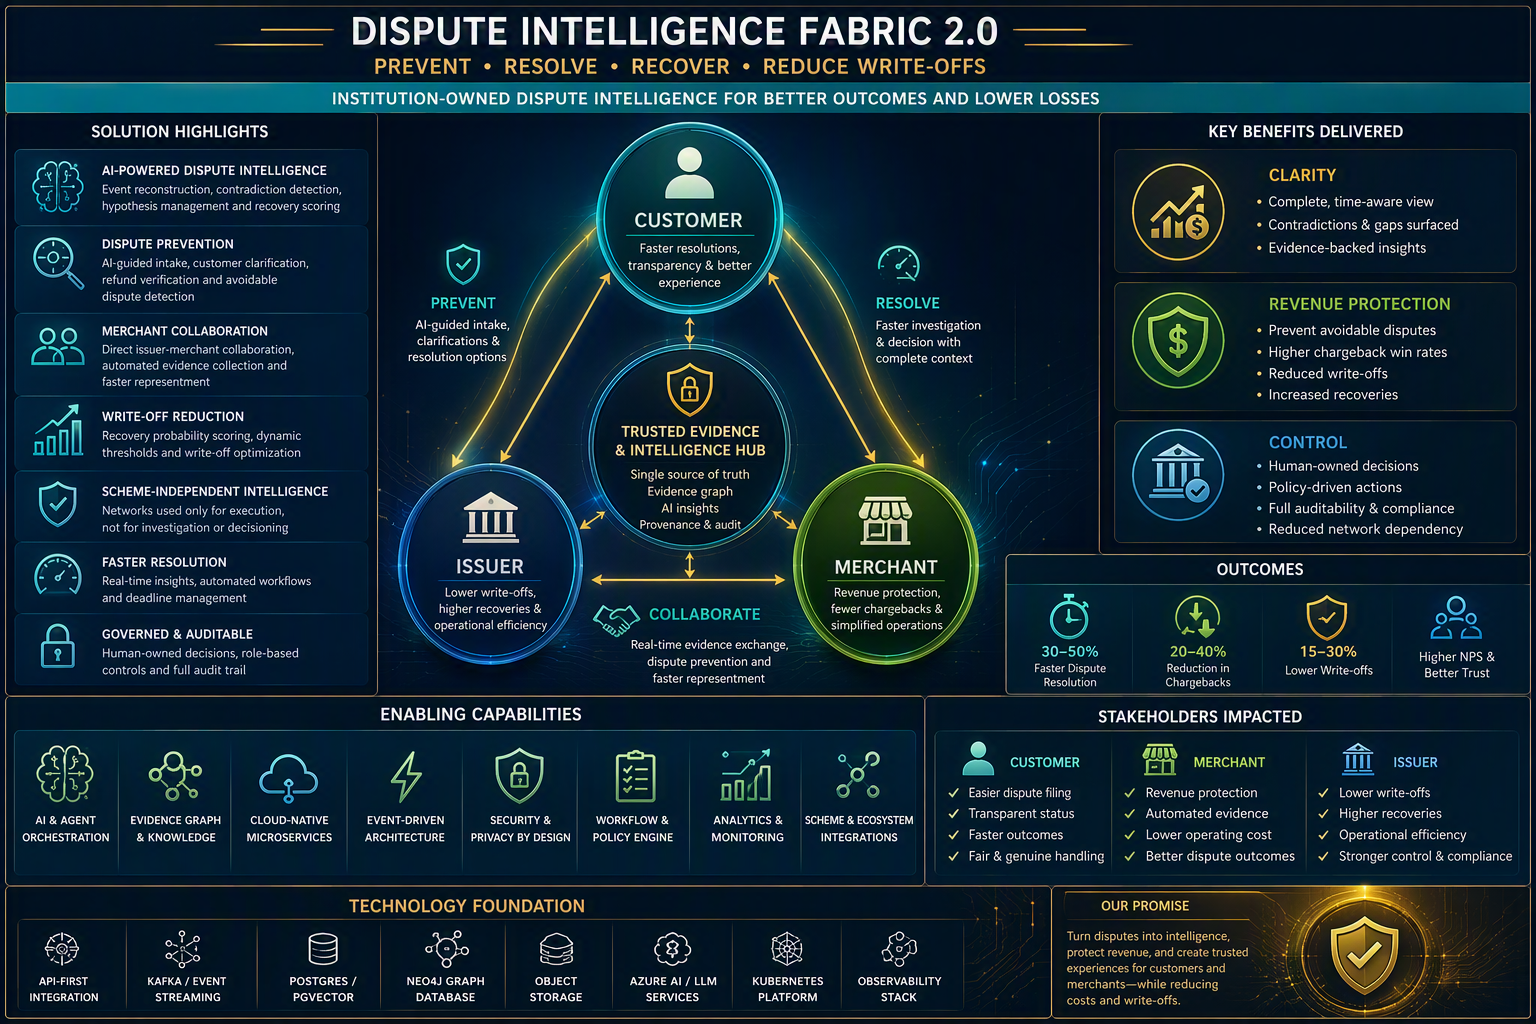 DISPUTE INTELLIGENCE FABRIC 2.0
PREVENT • RESOLVE • RECOVER • REDUCE WRITE-OFFS
INSTITUTION-OWNED DISPUTE INTELLIGENCE FOR BETTER OUTCOMES AND LOWER LOSSES
SOLUTION HIGHLIGHTS
AI-POWERED DISPUTE INTELLIGENCE
Event reconstruction, contradiction detection,
hypothesis management and recovery scoring
DISPUTE PREVENTION
AI-guided intake, customer clarification,
refund verification and avoidable
dispute detection
MERCHANT COLLABORATION
Direct issuer-merchant collaboration,
automated evidence collection and
faster representment
WRITE-OFF REDUCTION
Recovery probability scoring, dynamic
thresholds and write-off optimization
SCHEME-INDEPENDENT INTELLIGENCE
Networks used only for execution,
not for investigation or decisioning
FASTER RESOLUTION
Real-time insights, automated workflows
and deadline management
GOVERNED & AUDITABLE
Human-owned decisions, role-based
controls and full audit trail
CUSTOMER
Faster resolutions,
transparency & better
experience
PREVENT
AI-guided intake,
clarifications &
resolution options
RESOLVE
Faster investigation
& decision with
complete context
TRUSTED EVIDENCE
& INTELLIGENCE HUB
Single source of truth
Evidence graph
AI insights
Provenance & audit
ISSUER
Lower write-offs,
higher recoveries &
operational efficiency
MERCHANT
Revenue protection,
fewer chargebacks &
simplified operations
COLLABORATE
Real-time evidence exchange,
dispute prevention and
faster representment
KEY BENEFITS DELIVERED
CLARITY
• Complete, time-aware view
• Contradictions & gaps surfaced
• Evidence-backed insights
$
REVENUE PROTECTION
• Prevent avoidable disputes
• Higher chargeback win rates
• Reduced write-offs
• Increased recoveries
$
CONTROL
• Human-owned decisions
• Policy-driven actions
• Full auditability & compliance
• Reduced network dependency
OUTCOMES
30–50%
Faster Dispute
Resolution
20–40%
Reduction in
Chargebacks
15–30%
Lower Write-offs
Higher NPS &
Better Trust
ENABLING CAPABILITIES
AI & AGENT
ORCHESTRATION
EVIDENCE GRAPH
& KNOWLEDGE
CLOUD-NATIVE
MICROSERVICES
EVENT-DRIVEN
ARCHITECTURE
SECURITY &
PRIVACY BY DESIGN
WORKFLOW &
POLICY ENGINE
ANALYTICS &
MONITORING
SCHEME & ECOSYSTEM
INTEGRATIONS
STAKEHOLDERS IMPACTED
CUSTOMER
✓ Easier dispute filing
✓ Transparent status
✓ Faster outcomes
✓ Fair & genuine handling
MERCHANT
✓ Revenue protection
✓ Automated evidence
✓ Lower operating cost
✓ Better dispute outcomes
ISSUER
✓ Lower write-offs
✓ Higher recoveries
✓ Operational efficiency
✓ Stronger control & compliance
TECHNOLOGY FOUNDATION
API-FIRST
INTEGRATION
KAFKA / EVENT
STREAMING
POSTGRES /
PGVECTOR
NEO4J GRAPH
DATABASE
OBJECT
STORAGE
AZURE AI / LLM
SERVICES
KUBERNETES
PLATFORM
OBSERVABILITY
STACK
OUR PROMISE
Turn disputes into intelligence,
protect revenue, and create trusted
experiences for customers and
merchants—while reducing
costs and write-offs.